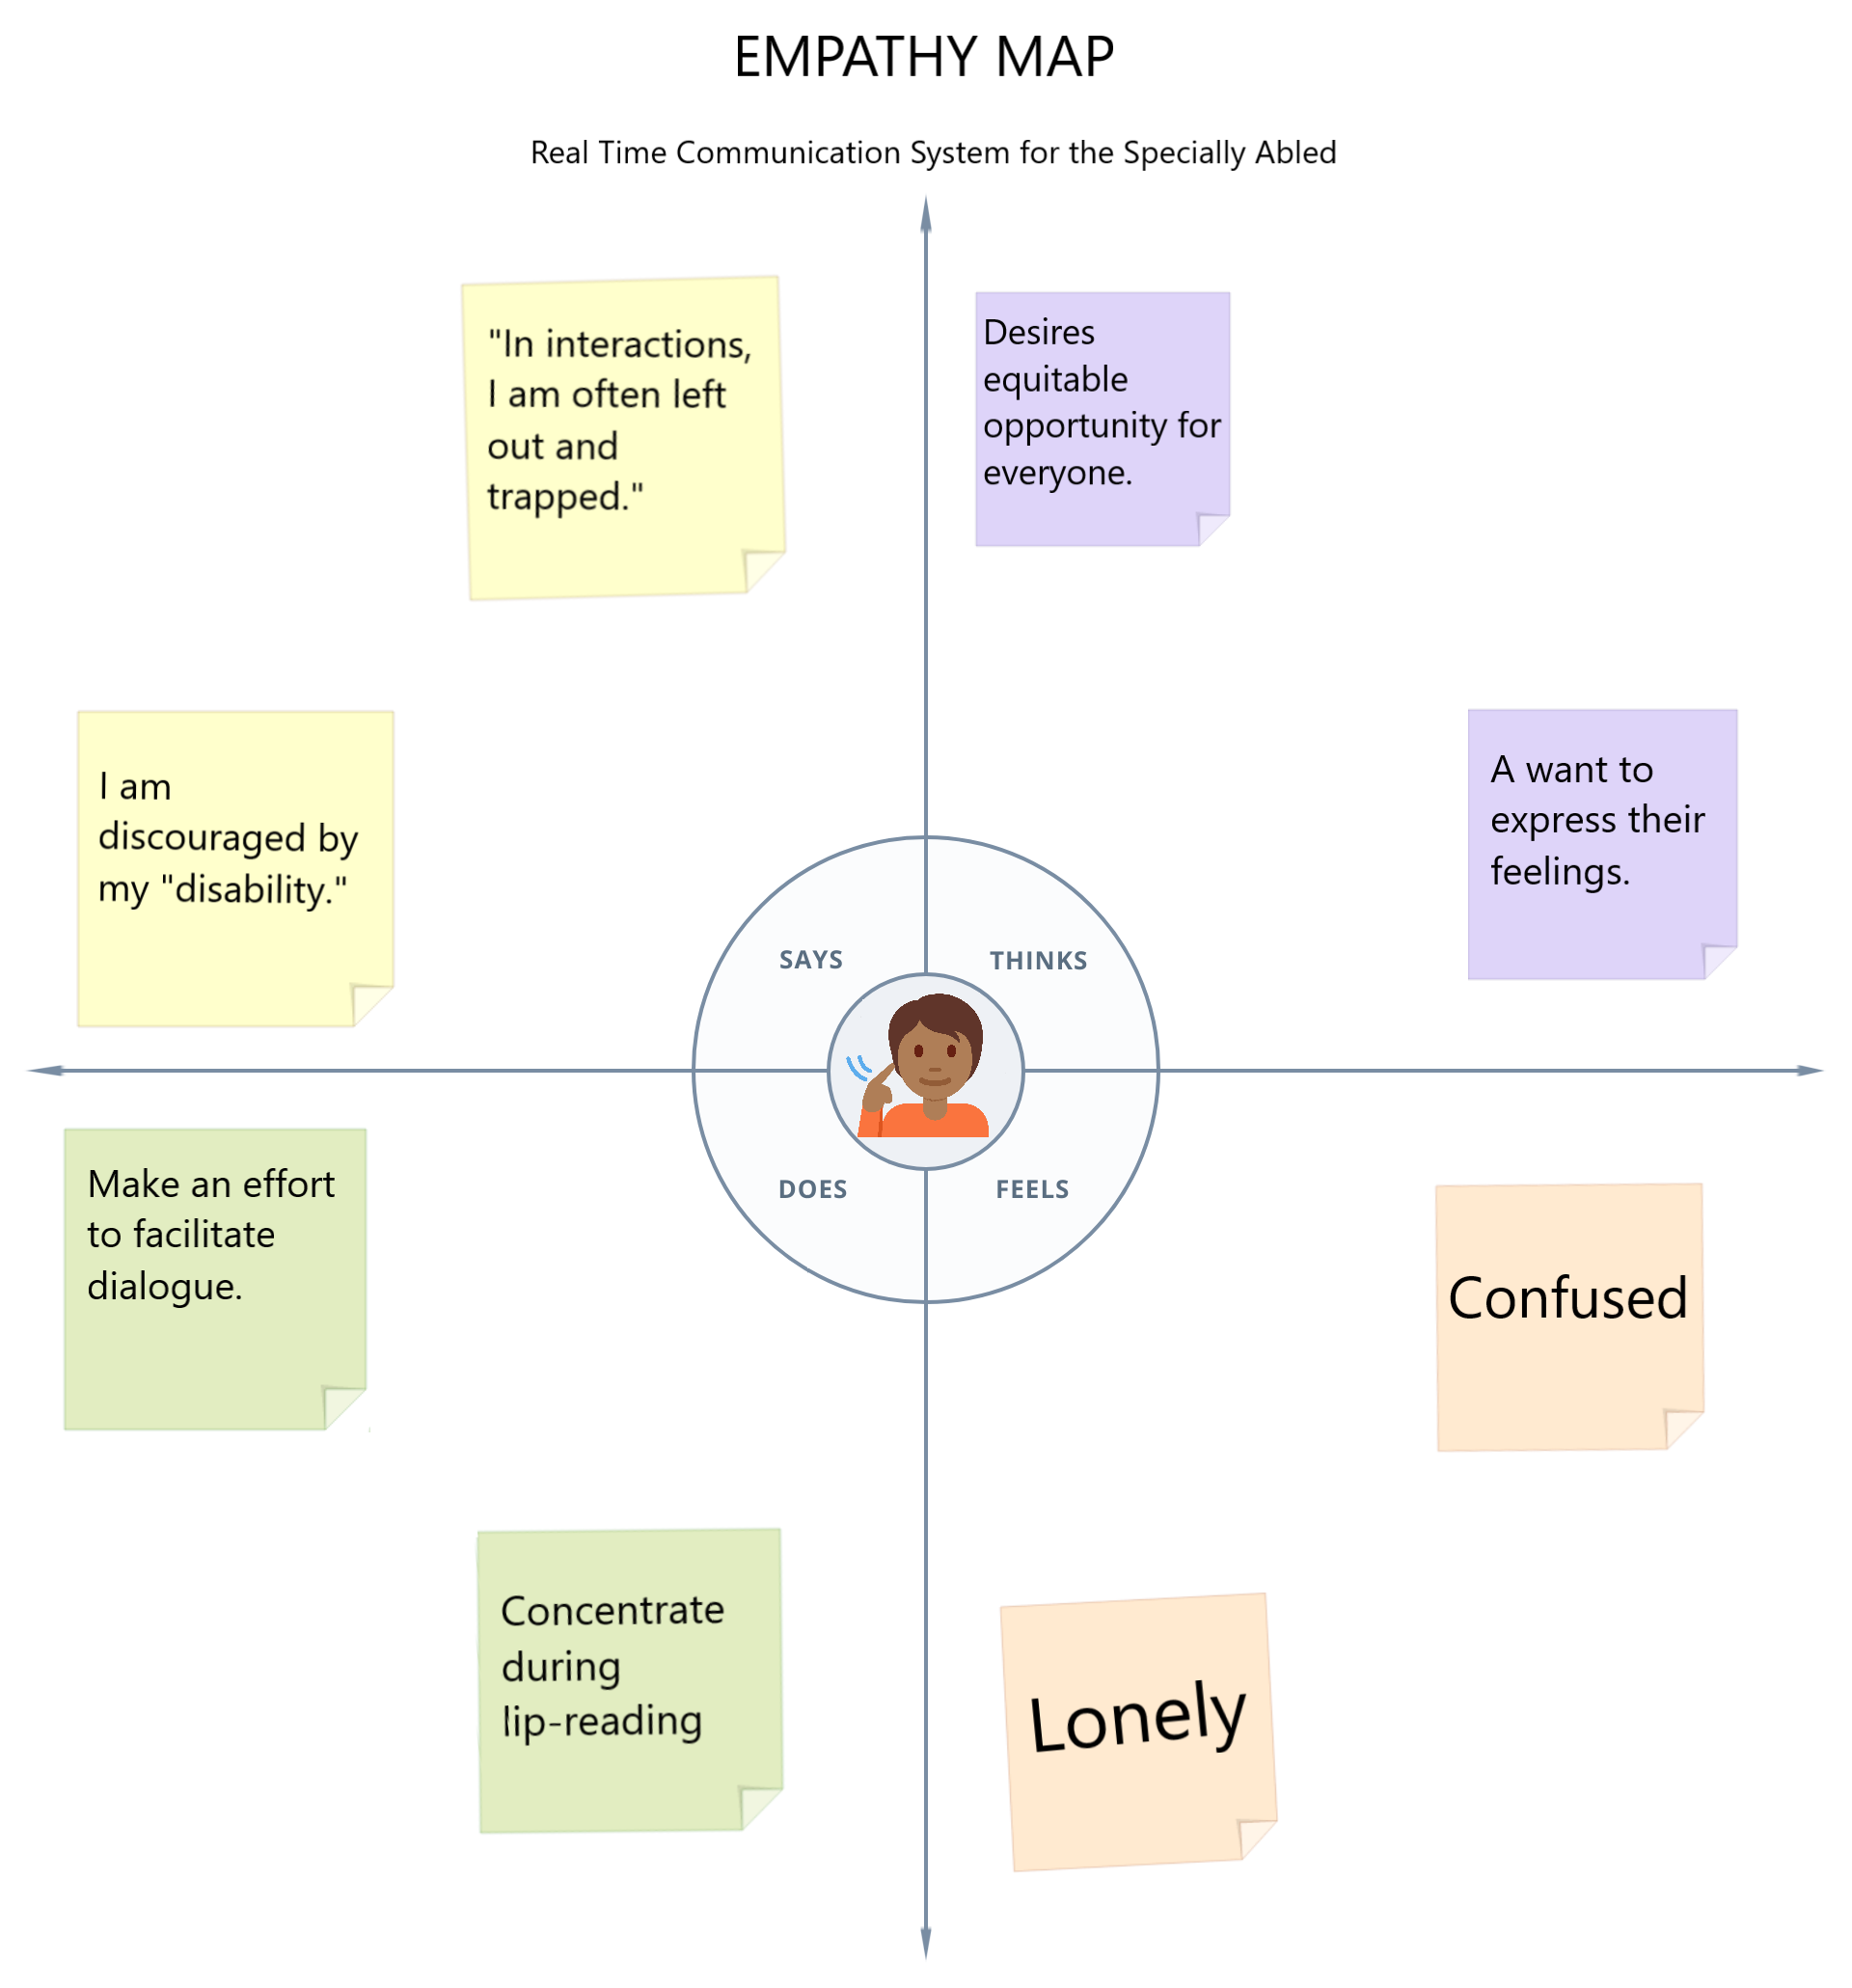 EMPATHY MAP
Real Time Communication System for the Specially Abled
"In interactions,
I am often left
out and
trapped."
Desires
equitable
opportunity for
everyone.
I am
discouraged by
my "disability."
A want to
express their
feelings.
SAYS
THINKS
DOES
FEELS
Make an effort
to facilitate
dialogue.
Confused
Concentrate
during
lip-reading
Lonely